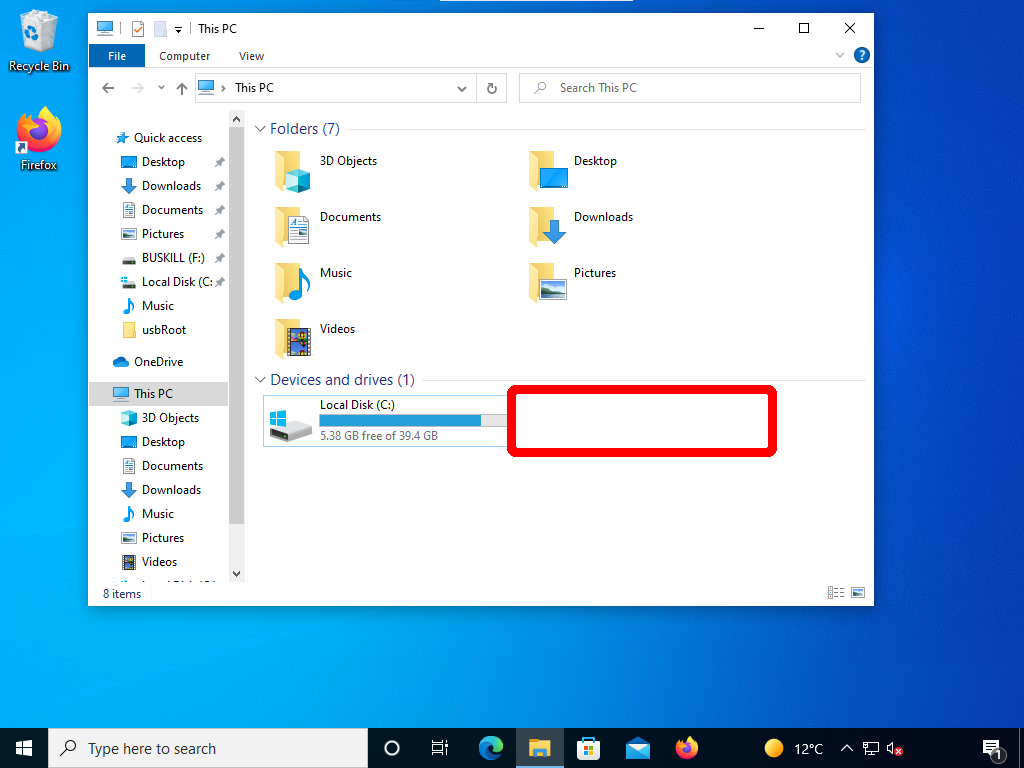 Recycle Bin
Firefox
This PC
File Computer View
This PC
Search This PC
Quick access
Desktop
Downloads
Documents
Pictures
BUSKILL (F:)
Local Disk (C:
Music
usbRoot
OneDrive
This PC
3D Objects
Desktop
Documents
Downloads
Music
Pictures
Videos
Folders (7)
3D Objects
Desktop
Documents
Downloads
Music
Pictures
Videos
Devices and drives (1)
Local Disk (C:)
5.38 GB free of 39.4 GB
8 items
Type here to search
12°C
1